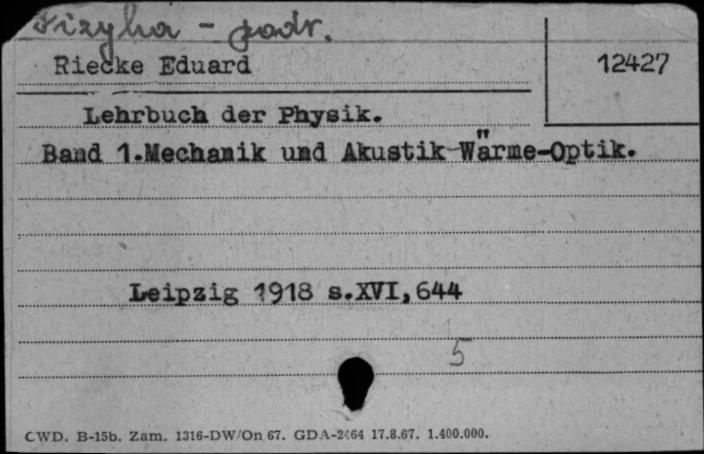 Fizyka - podr.
Riecke Eduard 12427
Lehrbuch der Physik.
Band 1.Mechanik und Akustik-Wärme-Optik.
Leipzig 1918 s.XVI,644
5
CWD. B-15b. Zam. 1316-DW/On 67. GDA-2464 17.8.67. 1.400.000.